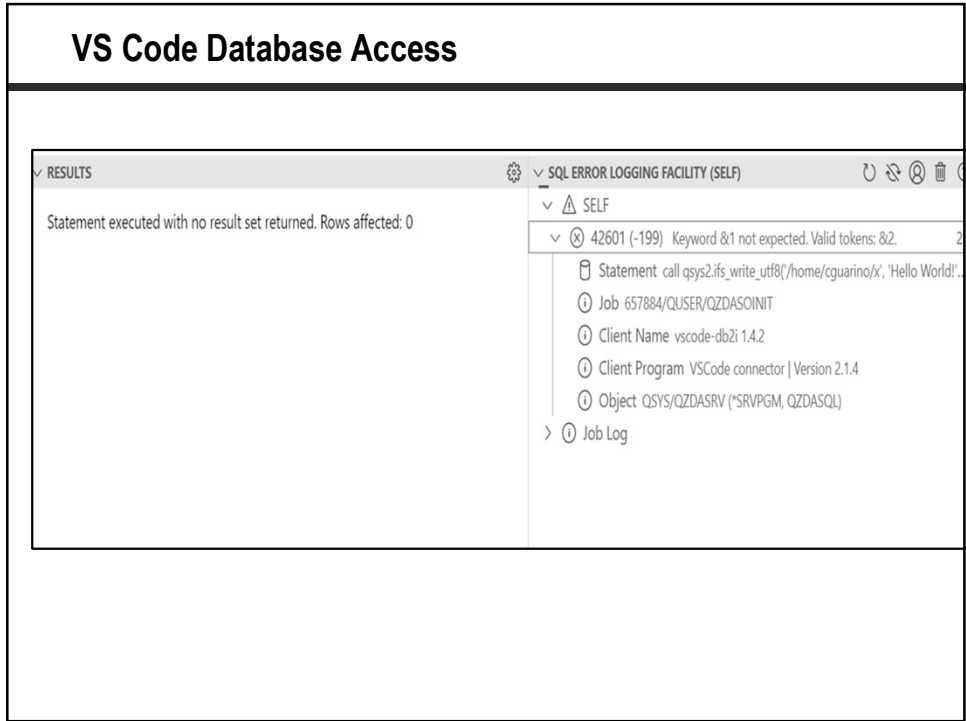 VS Code Database Access
RESULTS
Statement executed with no result set returned. Rows affected: 0
SQL ERROR LOGGING FACILITY (SELF)
SELF
42601 (-199) Keyword &1 not expected. Valid tokens: &2. 2
Statement call qsys2.ifs_write_utf8('/home/cguarino/x', 'Hello World!'...
Job 657884/QUSER/QZDASOINIT
Client Name vscode-db2i 1.4.2
Client Program VSCode connector | Version 2.1.4
Object QSYS/QZDASRV (*SRVPGM, QZDASQL)
Job Log